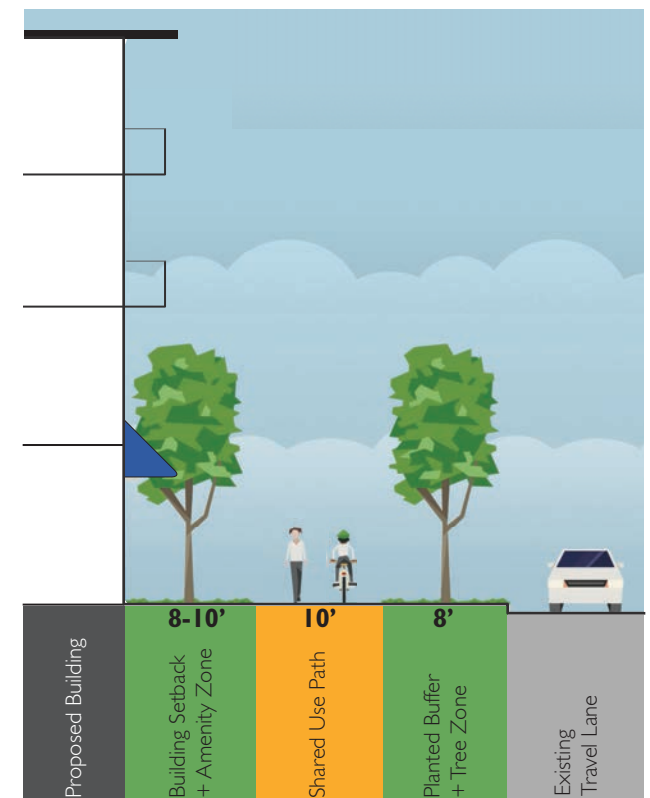 8-10’
10’
8’
Proposed Building
Building Setback
+ Amenity Zone
Shared Use Path
Planted Buffer
+ Tree Zone
Existing
Travel Lane